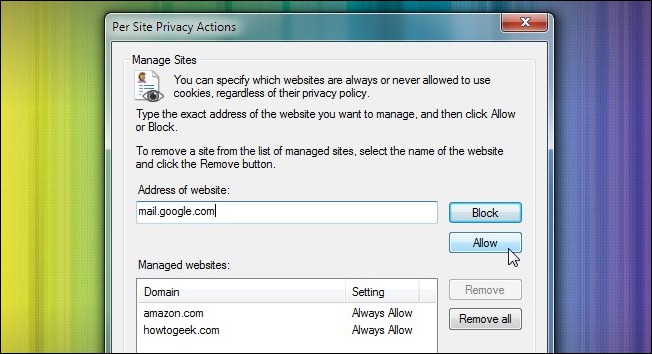 Per Site Privacy Actions
Manage Sites
You can specify which websites are always or never allowed to use
cookies, regardless of their privacy policy.
Type the exact address of the website you want to manage, and then click Allow
or Block.
To remove a site from the list of managed sites, select the name of the website
and click the Remove button.
Address of website:
mail.google.com
Block
Allow
Managed websites:
Domain Setting
Remove
amazon.com Always Allow
howtogeek.com Always Allow
Remove all